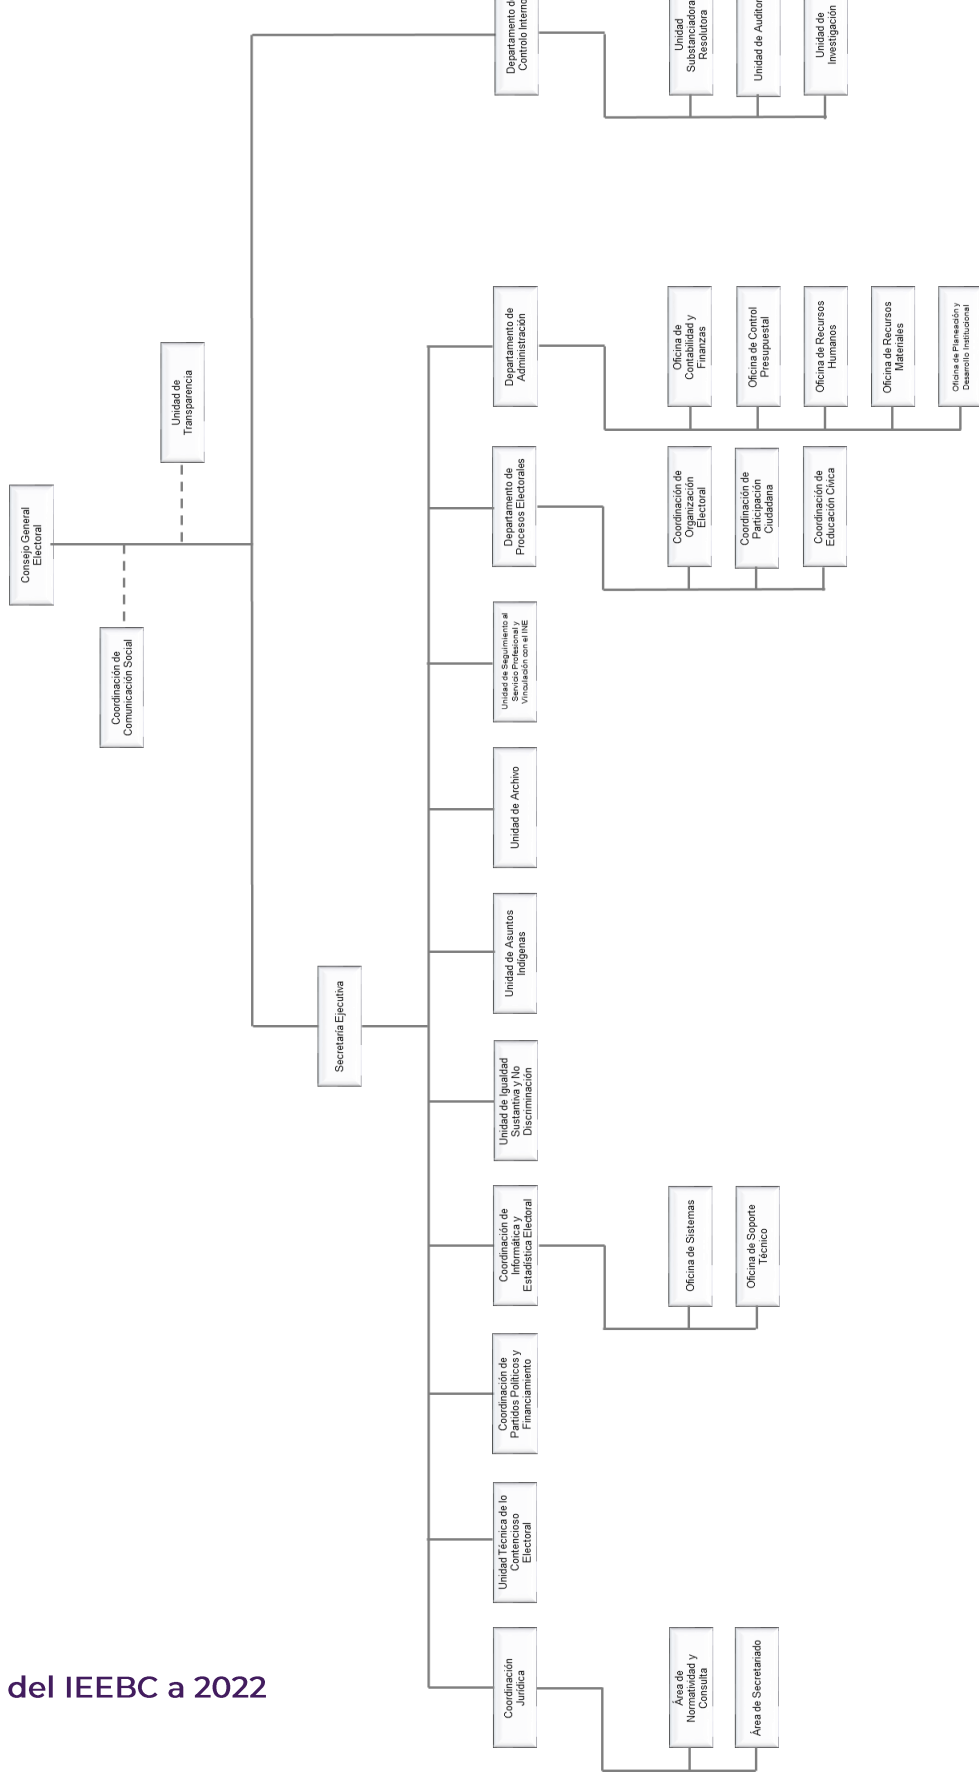 Consejo General
Electoral
Unidad de
Transparencia
Coordinación de
Comunicación Social
Secretaría Ejecutiva
Coordinación
Jurídica
Unidad Técnica de lo
Contencioso
Electoral
Coordinación de
Partidos Políticos y
Financiamiento
Coordinación de
Informática y
Estadística Electoral
Unidad de Igualdad
Sustantiva y No
Discriminación
Unidad de Asuntos
Indígenas
Unidad de Archivo
Unidad de Seguimiento al
Servicio Profesional y
Vinculación con el INE
Departamento de
Procesos Electorales
Departamento de
Administración
Departamento de
Controlo Interno
Área de
Normatividad y
Consulta
Área de Secretariado
Oficina de Sistemas
Oficina de Soporte
Técnico
Coordinación de
Organización
Electoral
Coordinación de
Participación
Ciudadana
Coordinación de
Educación Cívica
Oficina de
Contabilidad y
Finanzas
Oficina de Control
Presupuestal
Oficina de Recursos
Humanos
Oficina de Recursos
Materiales
Oficina de Planeación y
Desarrollo Institucional
Unidad
Substanciadora
Resolutora
Unidad de
Unidad de
Investigación
del IEEBC a 2022